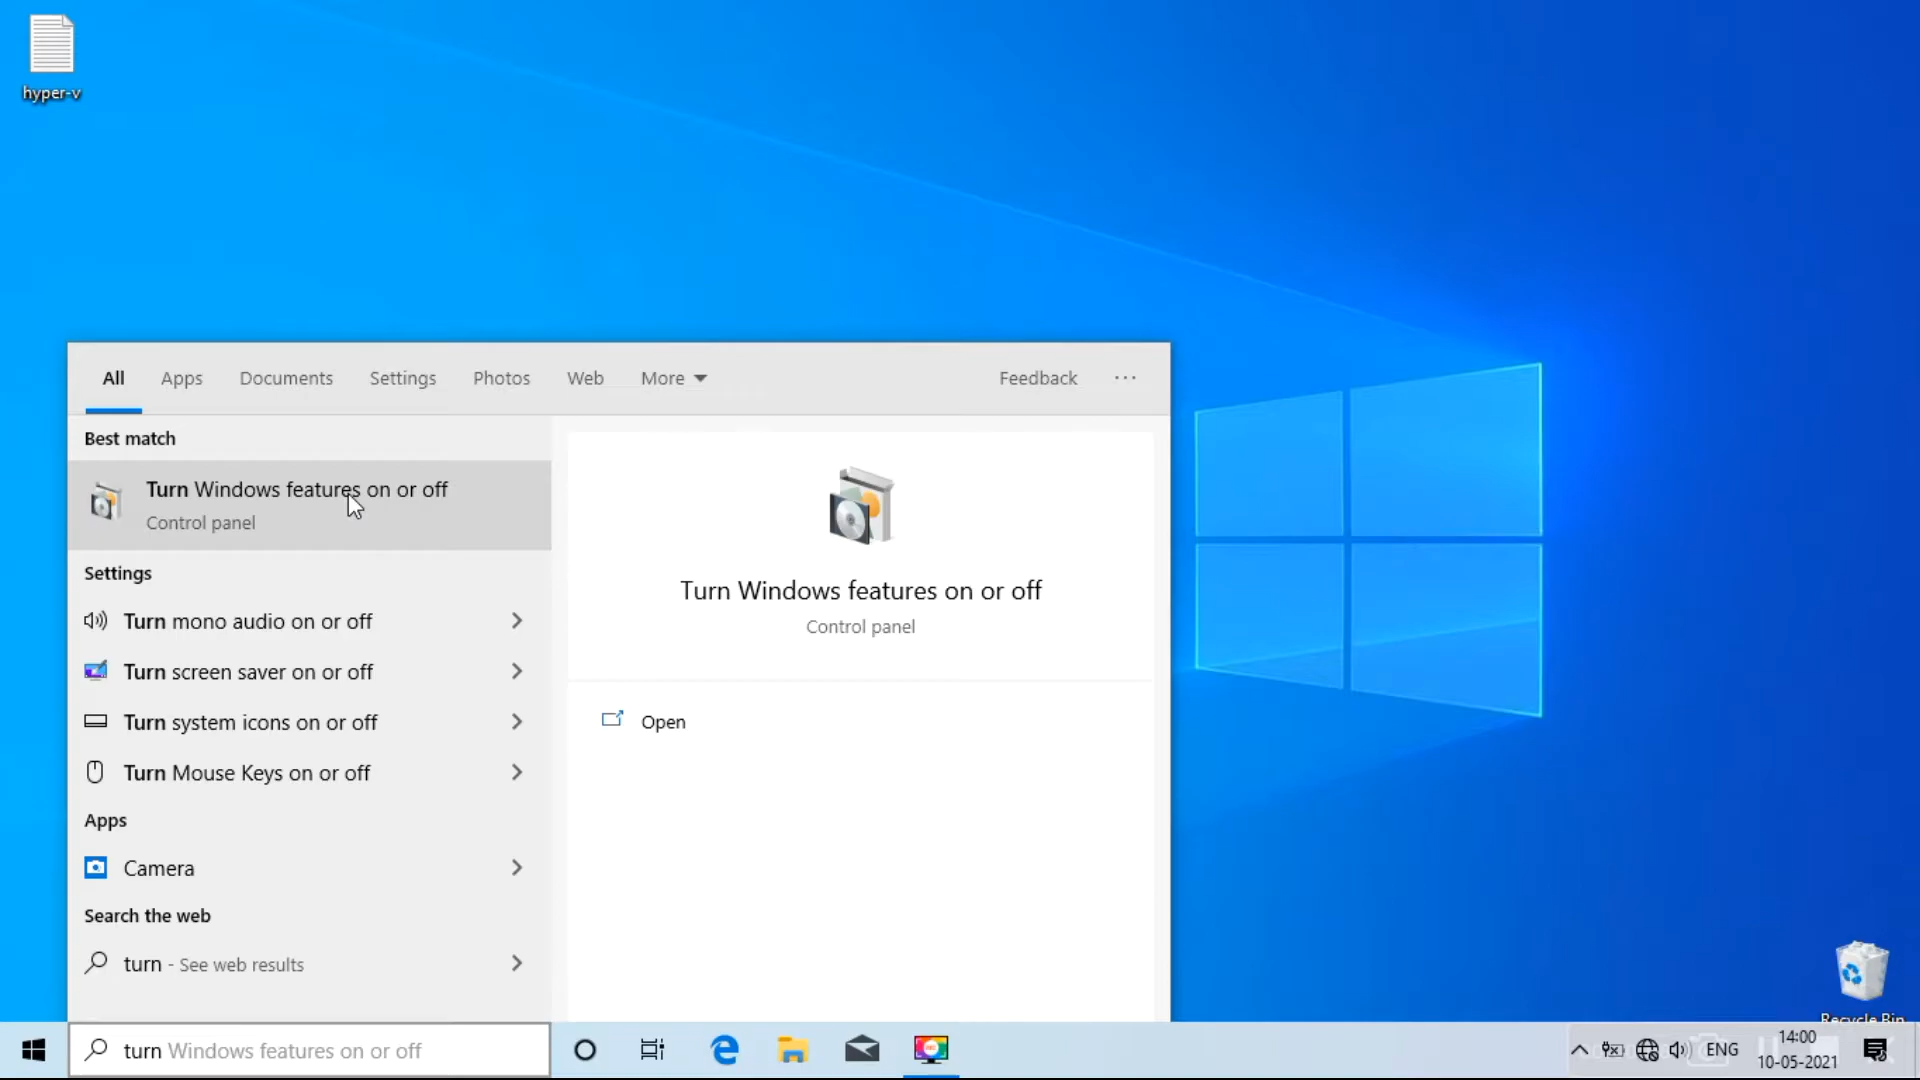 hyper-v
All Apps Documents Settings Photos Web More Feedback ...
Best match
Turn Windows features on or off
Control panel
Settings
Turn mono audio on or off
Turn screen saver on or off
Turn system icons on or off
Turn Mouse Keys on or off
Apps
Camera
Search the web
turn - See web results
Turn Windows features on or off
Control panel
Open
Recycle Bin
turn Windows features on or off
ENG
14:00
10-05-2021